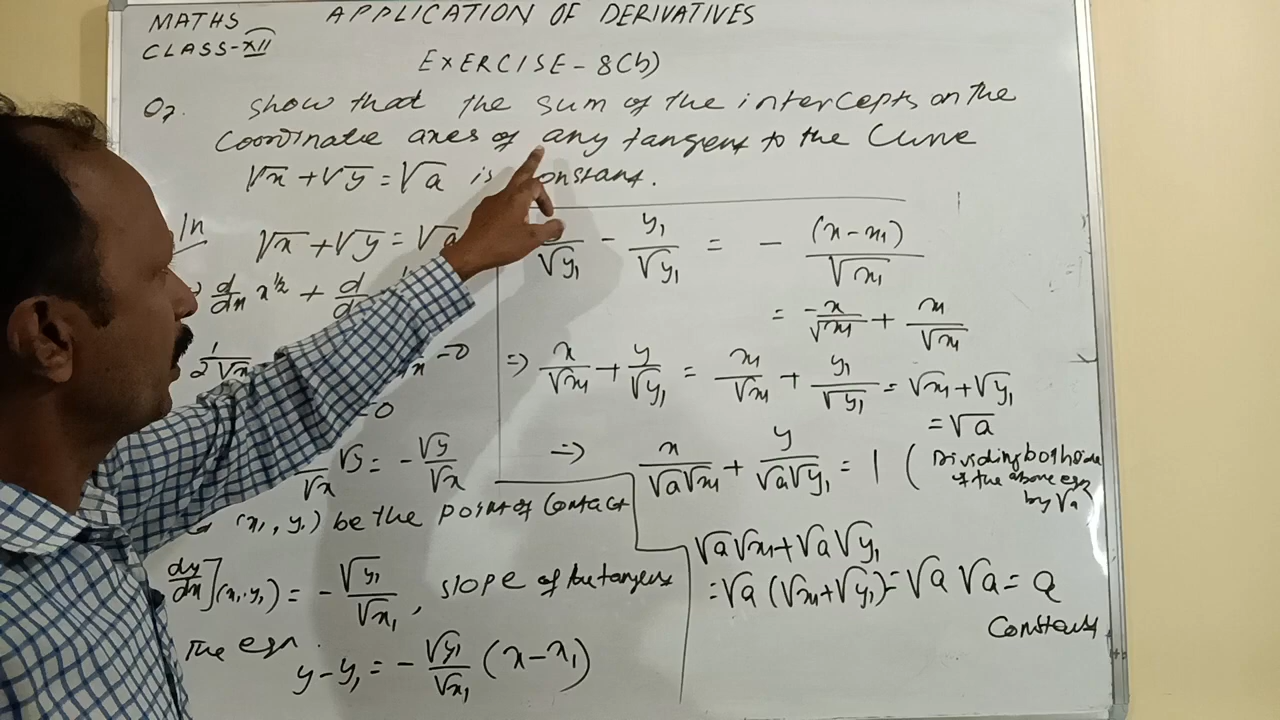 MATHS APPLICATION OF DERIVATIVES
CLASS-XII
EXERCISE-8(b)
Q7. Show that the sum of the intercepts on the
Coordinate axes of any tangent to the Curve
√x + √y = √a is constant.
ln
√x + √y = √a
d/dx x^1/2 + d/
1/2√x =0
=0
√y/√x = -√y/√x
(x₁, y₁) be the point of Contact
dy/dx](x₁,y₁) = -√y₁/√x₁, slope of the tangent
The eqn
y-y₁ = -√y₁/√x₁ (x-x₁)
/√y₁ - y₁/√y₁ = - (x-x₁)/√x₁
= -x/√x₁ + x₁/√x₁
⇒ x/√x₁ + y/√y₁ = x₁/√x₁ + y₁/√y₁ = √x₁ + √y₁
= √a
⇒ x/√a√x₁ + y/√a√y₁ = 1 (Dividing both side
of the above eqn
by √a
√a√x₁ + √a√y₁
= √a (√x₁+√y₁) = √a √a = a
Constant